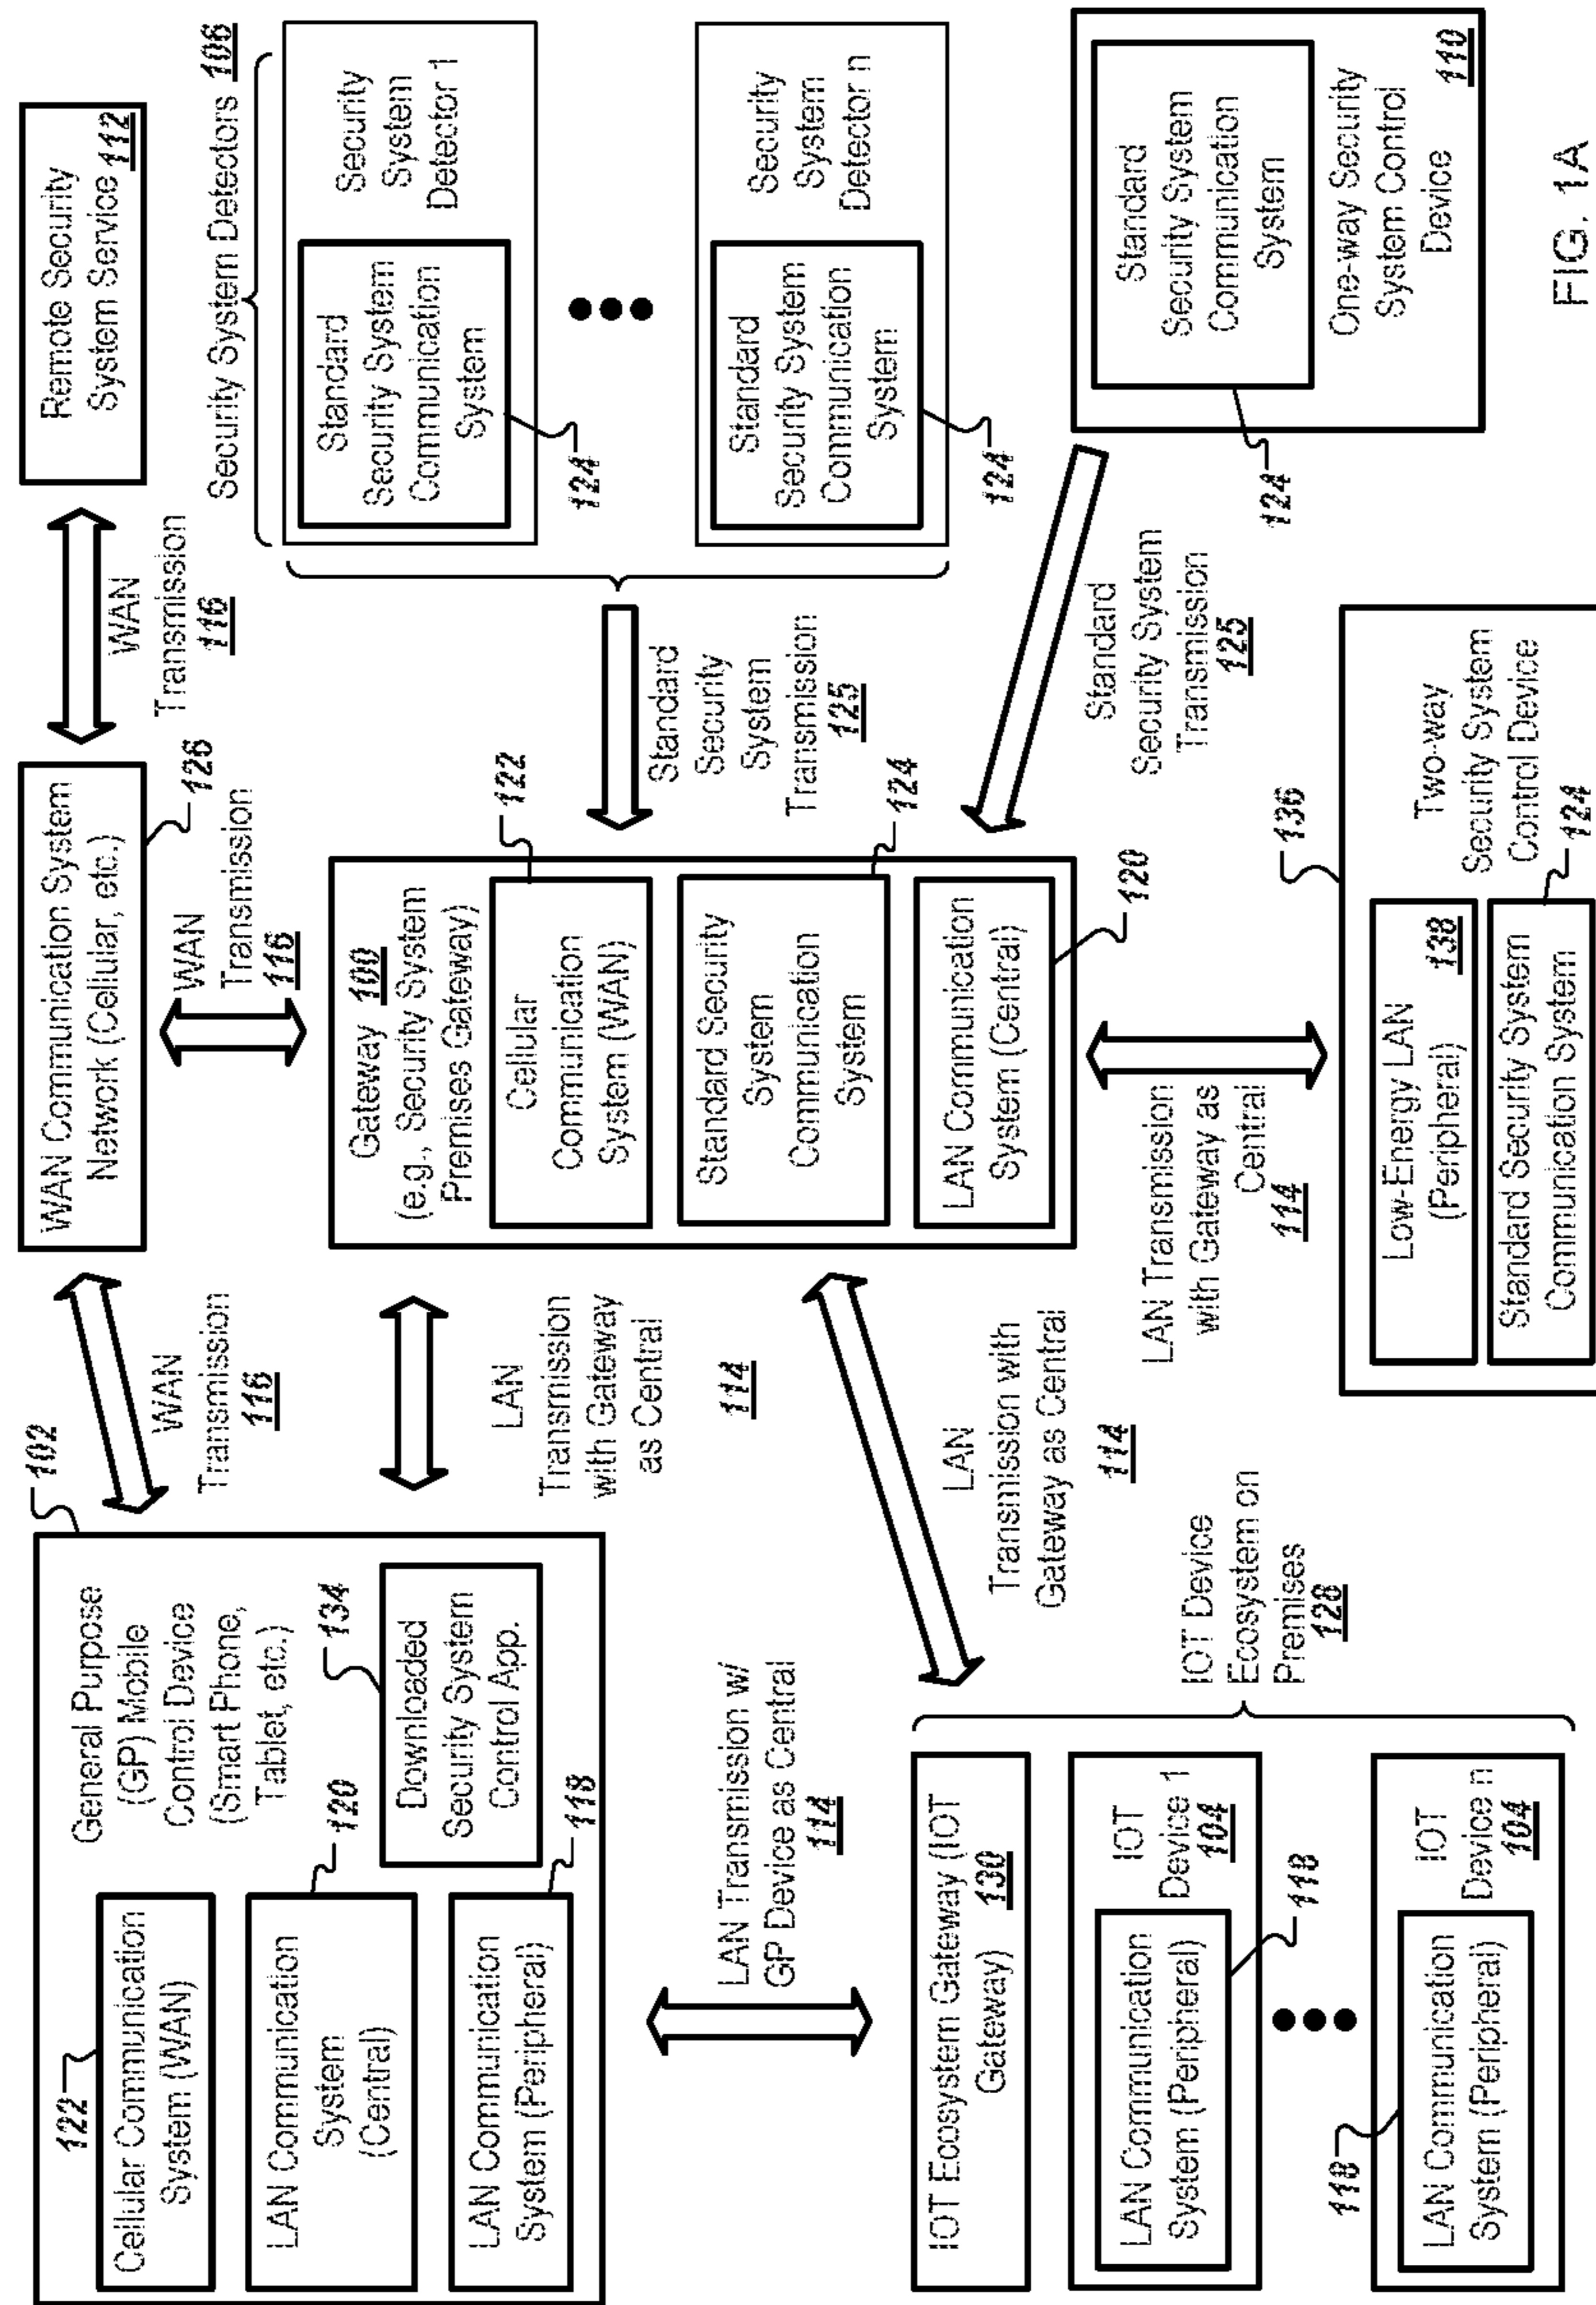 122
Cellular Communication
System (WAN)
LAN Communication
System
(Central)
120
LAN Communication
System (Peripheral)
118
General Purpose
(GP) Mobile
Control Device
(Smart Phone,
Tablet, etc.)
102
134
Downloaded
Security System
Control App.
WAN
Transmission
116
WAN Communication System
Network (Cellular, etc.)
126
WAN
Transmission
116
WAN
Transmission
116
Remote Security
System Service 112
LAN
Transmission
with Gateway
as Central
114
Gateway 100
(e.g., Security System
Premises Gateway)
Cellular
Communication
System (WAN)
122
Standard Security
System
Communication
System
124
LAN Communication
System (Central)
120
Standard
Security
System
Transmission
125
Security System Detectors 106
Standard
Security System
Communication
System
124
Security
System
Detector 1
Standard
Security System
Communication
System
124
Security
System
Detector n
LAN Transmission w/
GP Device as Central
114
LAN
Transmission with
Gateway as Central
114
Standard
Security System
Transmission
125
IOT Ecosystem Gateway (IOT
Gateway) 130
LAN Communication
System (Peripheral)
118
IOT
Device 1
104
LAN Communication
System (Peripheral)
118
IOT
Device n
104
IOT Device
Ecosystem on
Premises
128
LAN Transmission
with Gateway as
Central
114
136
Low-Energy LAN
(Peripheral) 138
Standard Security System
Communication System
124
Two-way
Security System
Control Device
Standard
Security System
Communication
System
124
One-way Security
System Control
Device
110
FIG. 1A